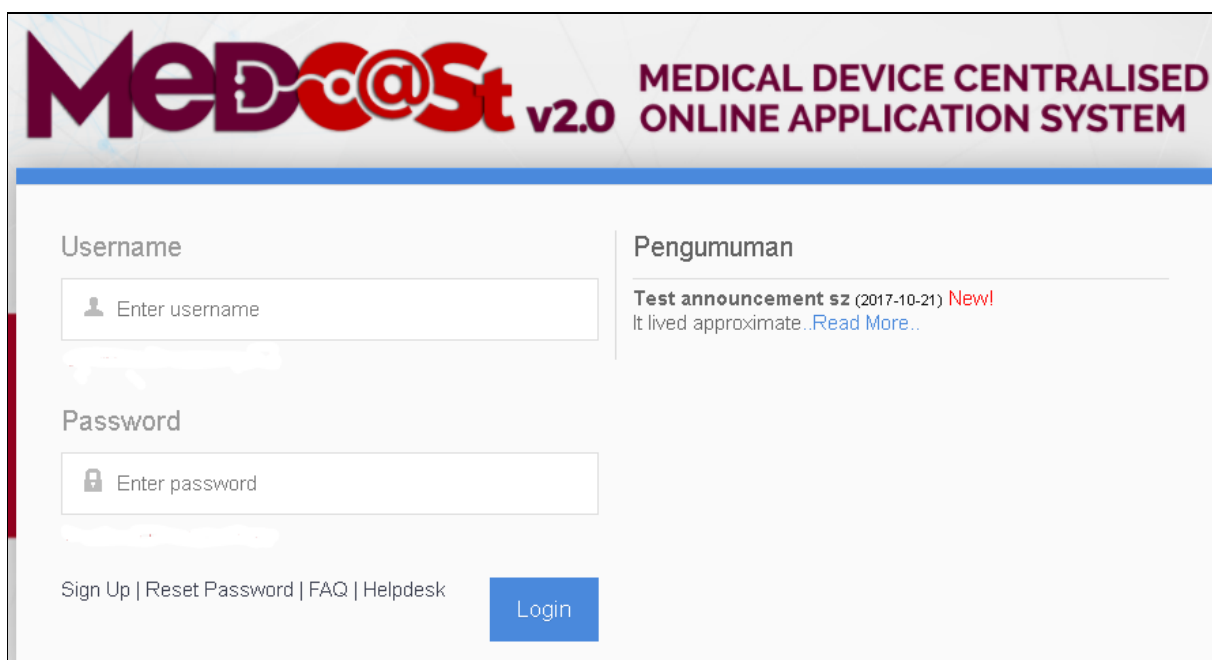 MeDC@St v2.0
MEDICAL DEVICE CENTRALISED
ONLINE APPLICATION SYSTEM
Username
Enter username
Password
Enter password
Sign Up | Reset Password | FAQ | Helpdesk
Login
Pengumuman
Test announcement sz (2017-10-21) New!
It lived approximate..Read More..